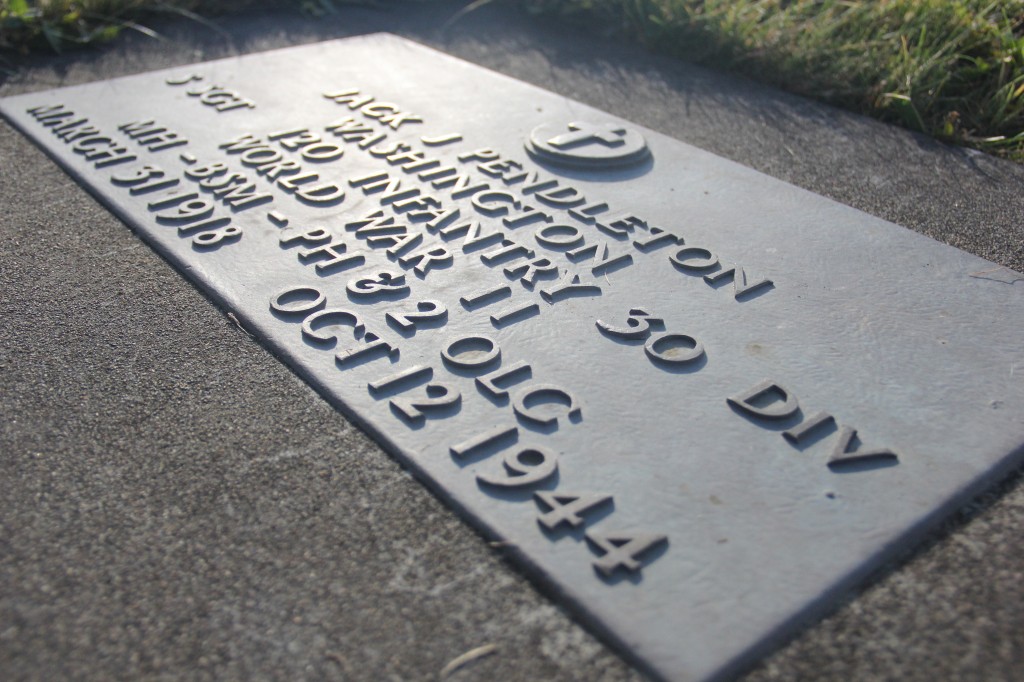 JACK J PENDLETON
WASHINGTON
S SGT 120 INFANTRY 30 DIV
WORLD WAR II
MH - BSM - PH & 2 OLC
MARCH 31 1918 OCT 12 1944